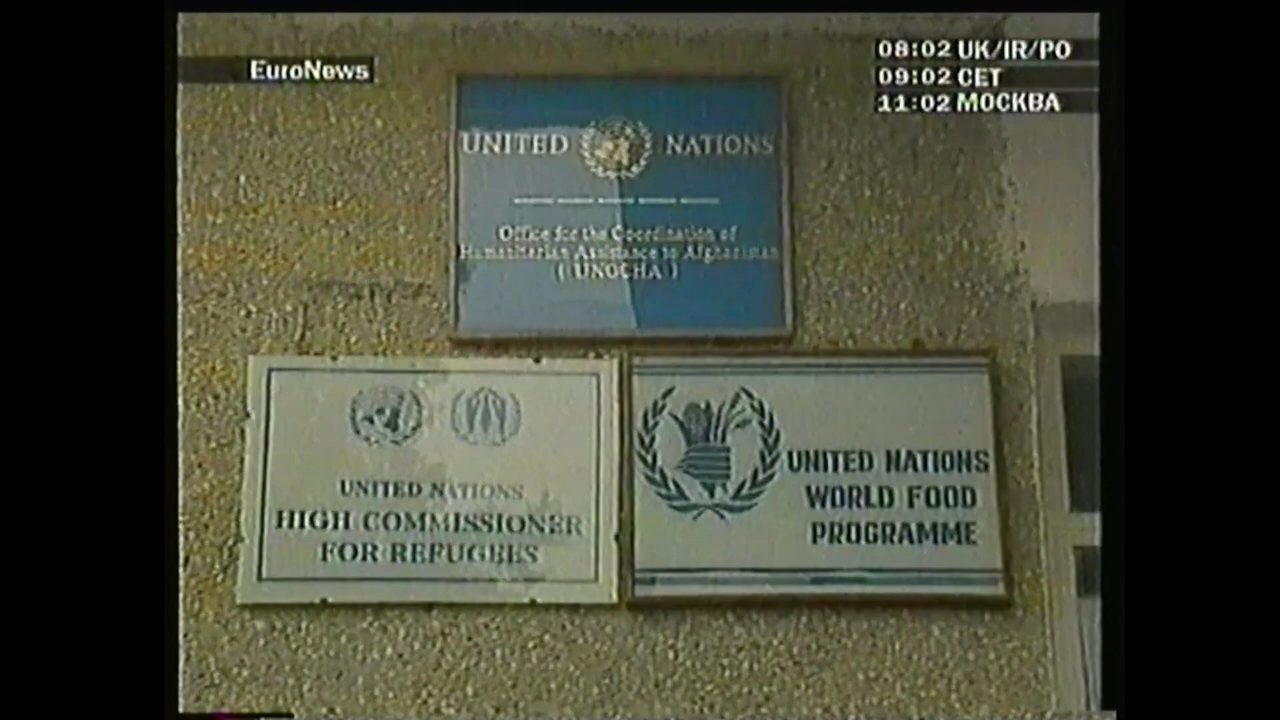 EuroNews
08:02 UK/IR/PO
09:02 CET
11:02 МОСКВА
UNITED NATIONS
Office for the Coordination of
Humanitarian Assistance to Afghanistan
( UNOCHA )
UNITED NATIONS
HIGH COMMISSIONER
FOR REFUGEES
UNITED NATIONS
WORLD FOOD
PROGRAMME